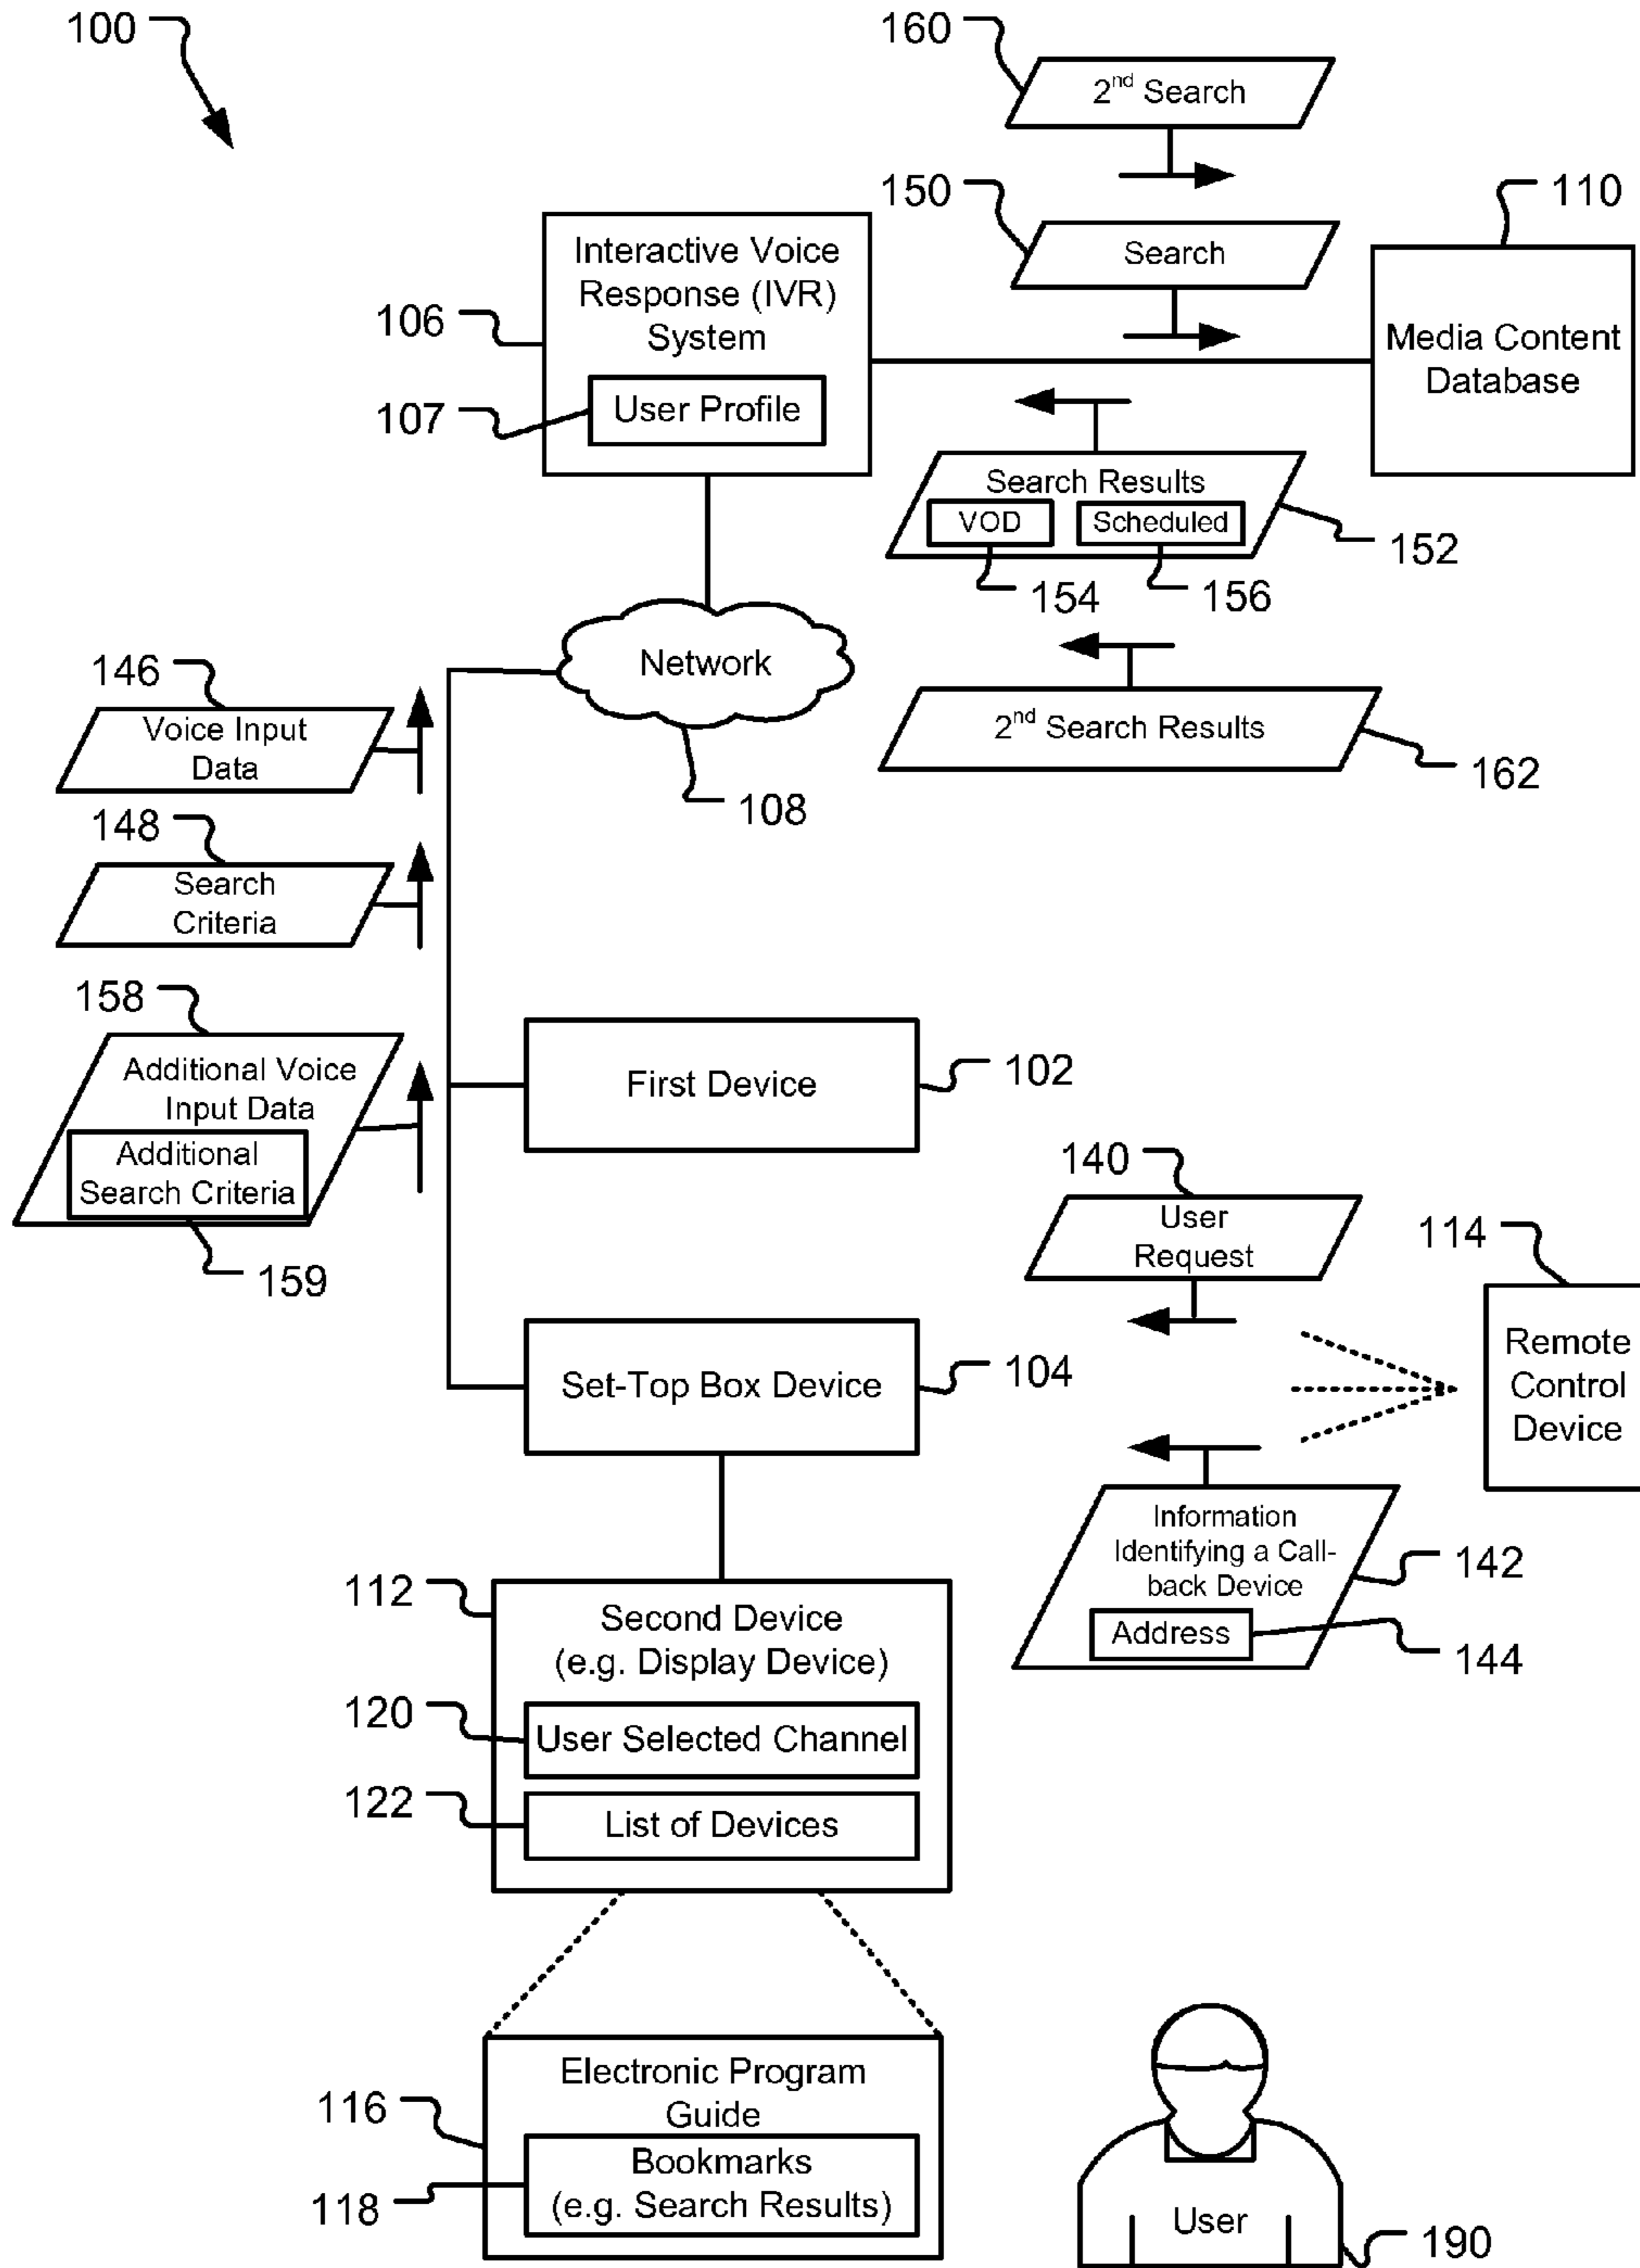 100
160
2nd Search
150
Search
110
Interactive Voice
Response (IVR)
System
106
User Profile
107
Media Content
Database
Search Results
VOD
Scheduled
152
154
156
Network
108
2nd Search Results
162
146
Voice Input
Data
148
Search
Criteria
158
Additional Voice
Input Data
Additional
Search Criteria
159
First Device
102
140
User
Request
114
Remote
Control
Device
Set-Top Box Device
104
Information
Identifying a Call-
back Device
142
Address
144
112
Second Device
(e.g. Display Device)
120
User Selected Channel
122
List of Devices
Electronic Program
Guide
116
Bookmarks
(e.g. Search Results)
118
User
190